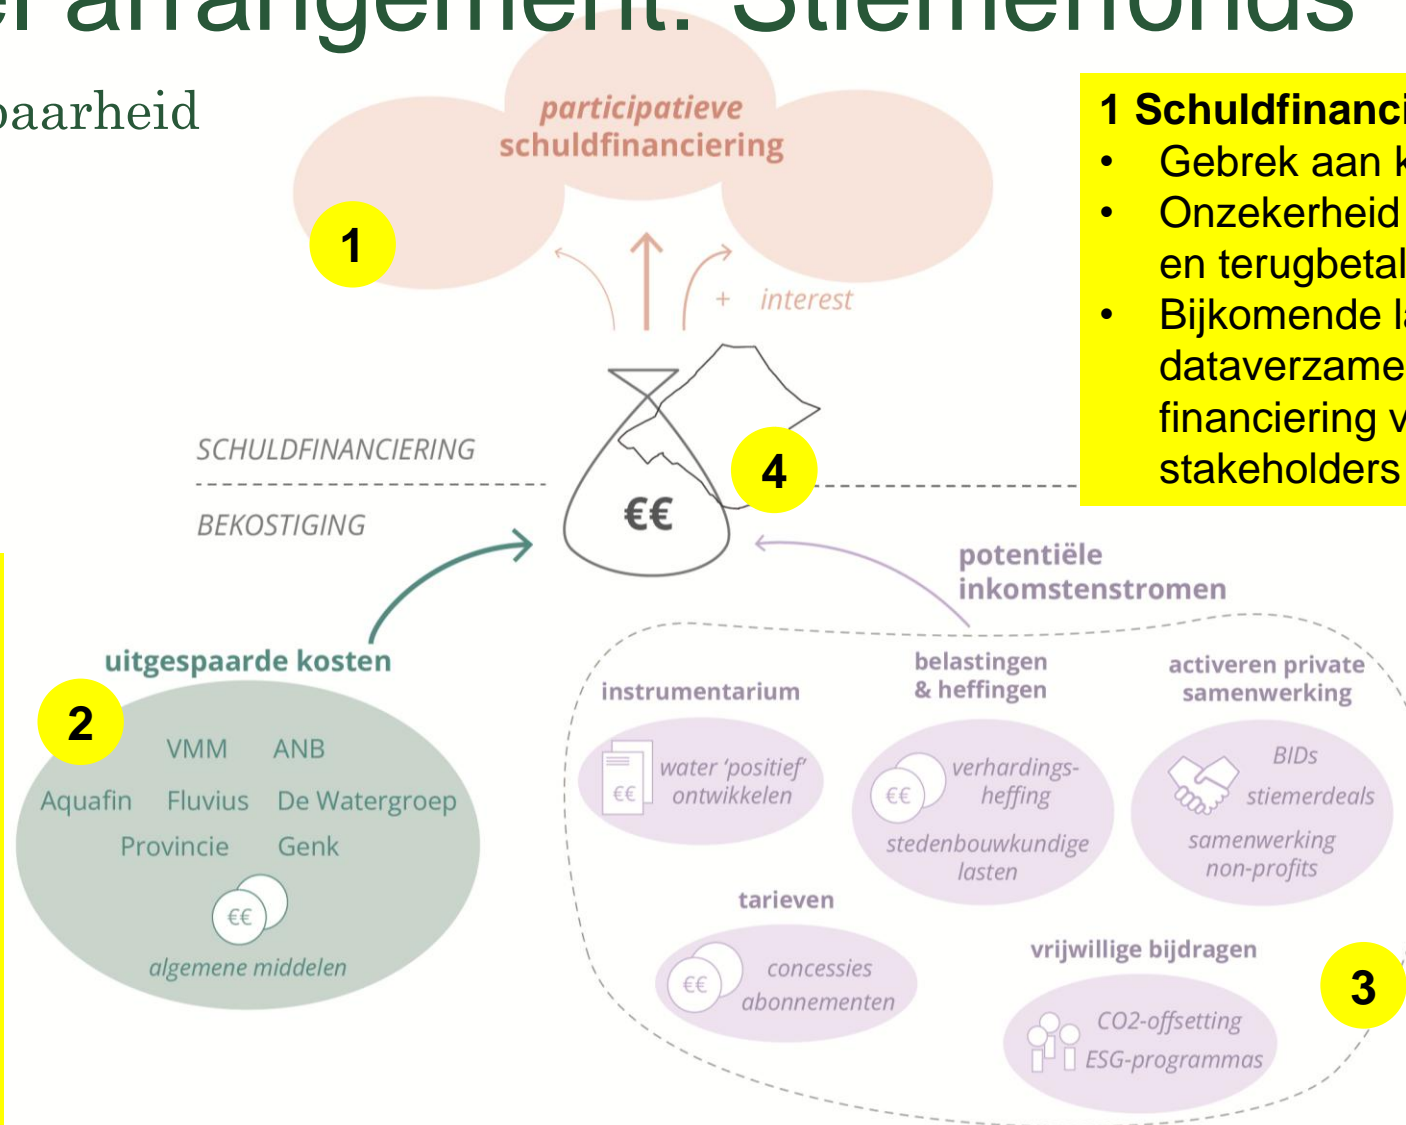 el arrangement: Stiemerfonds
baarheid
participatieve
schuldfinanciering
1
+ interest
1 Schuldfinanci
• Gebrek aan k
• Onzekerheid
en terugbetal
• Bijkomende la
dataverzame
financiering v
stakeholders
SCHULDFINANCIERING
BEKOSTIGING
€€
4
potentiële
inkomstenstromen
uitgespaarde kosten
2
VMM ANB
Aquafin Fluvius De Watergroep
Provincie Genk
€€
algemene middelen
instrumentarium
€€
water ‘positief’
ontwikkelen
belastingen
& heffingen
€€
verhardings-
heffing
stedenbouwkundige
lasten
activeren private
samenwerking
BIDs
stiemerdeals
samenwerking
non-profits
tarieven
€€
concessies
abonnementen
vrijwillige bijdragen
CO2-offsetting
ESG-programmas
3